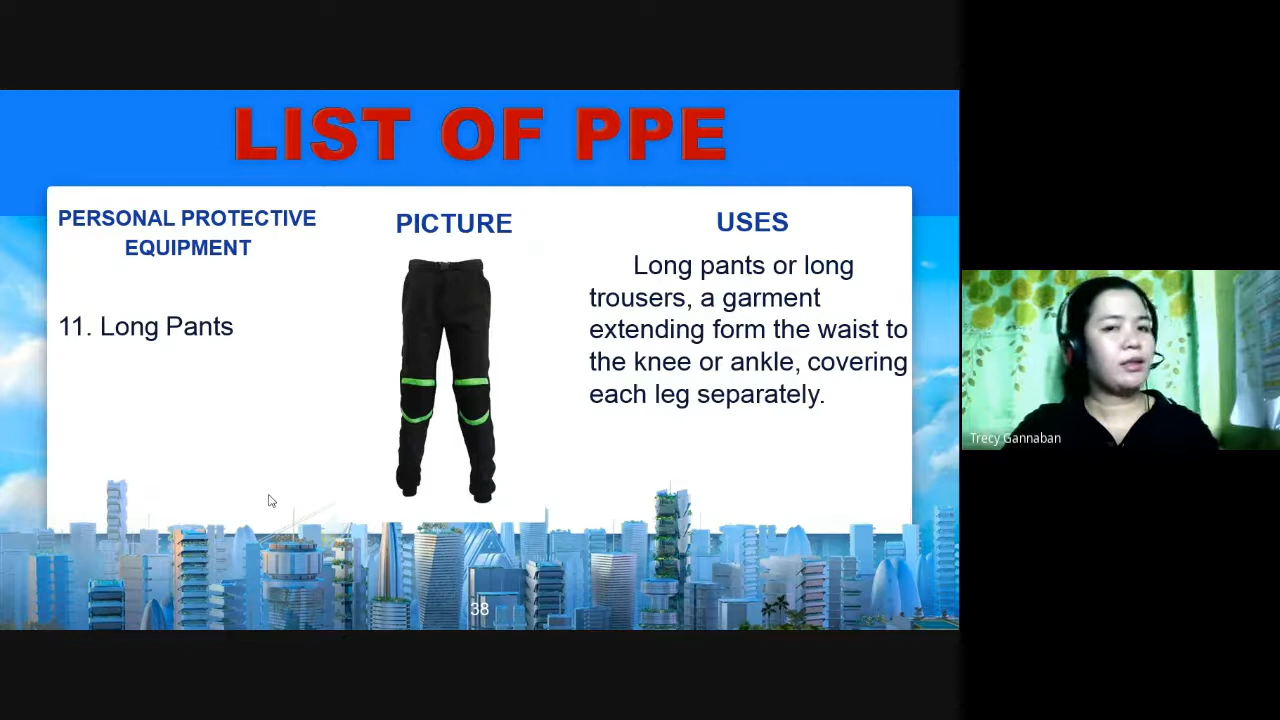 LIST OF PPE
PERSONAL PROTECTIVE
EQUIPMENT
PICTURE
USES
11. Long Pants
Long pants or long
trousers, a garment
extending form the waist to
the knee or ankle, covering
each leg separately.
38
Trecy Gannaban